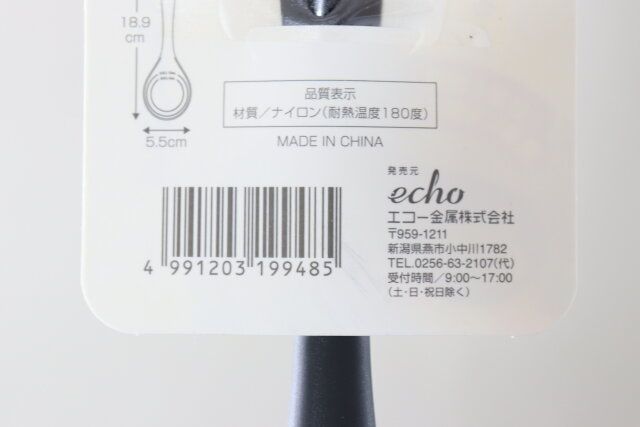 18.9
cm
5.5cm
品質表示
材質／ナイロン(耐熱温度180度)
MADE IN CHINA
発売元
echo
エコー金属株式会社
〒959-1211
新潟県燕市小中川1782
TEL.0256-63-2107(代)
受付時間／9:00〜17:00
(土・日・祝日除く)
4 991203 199485